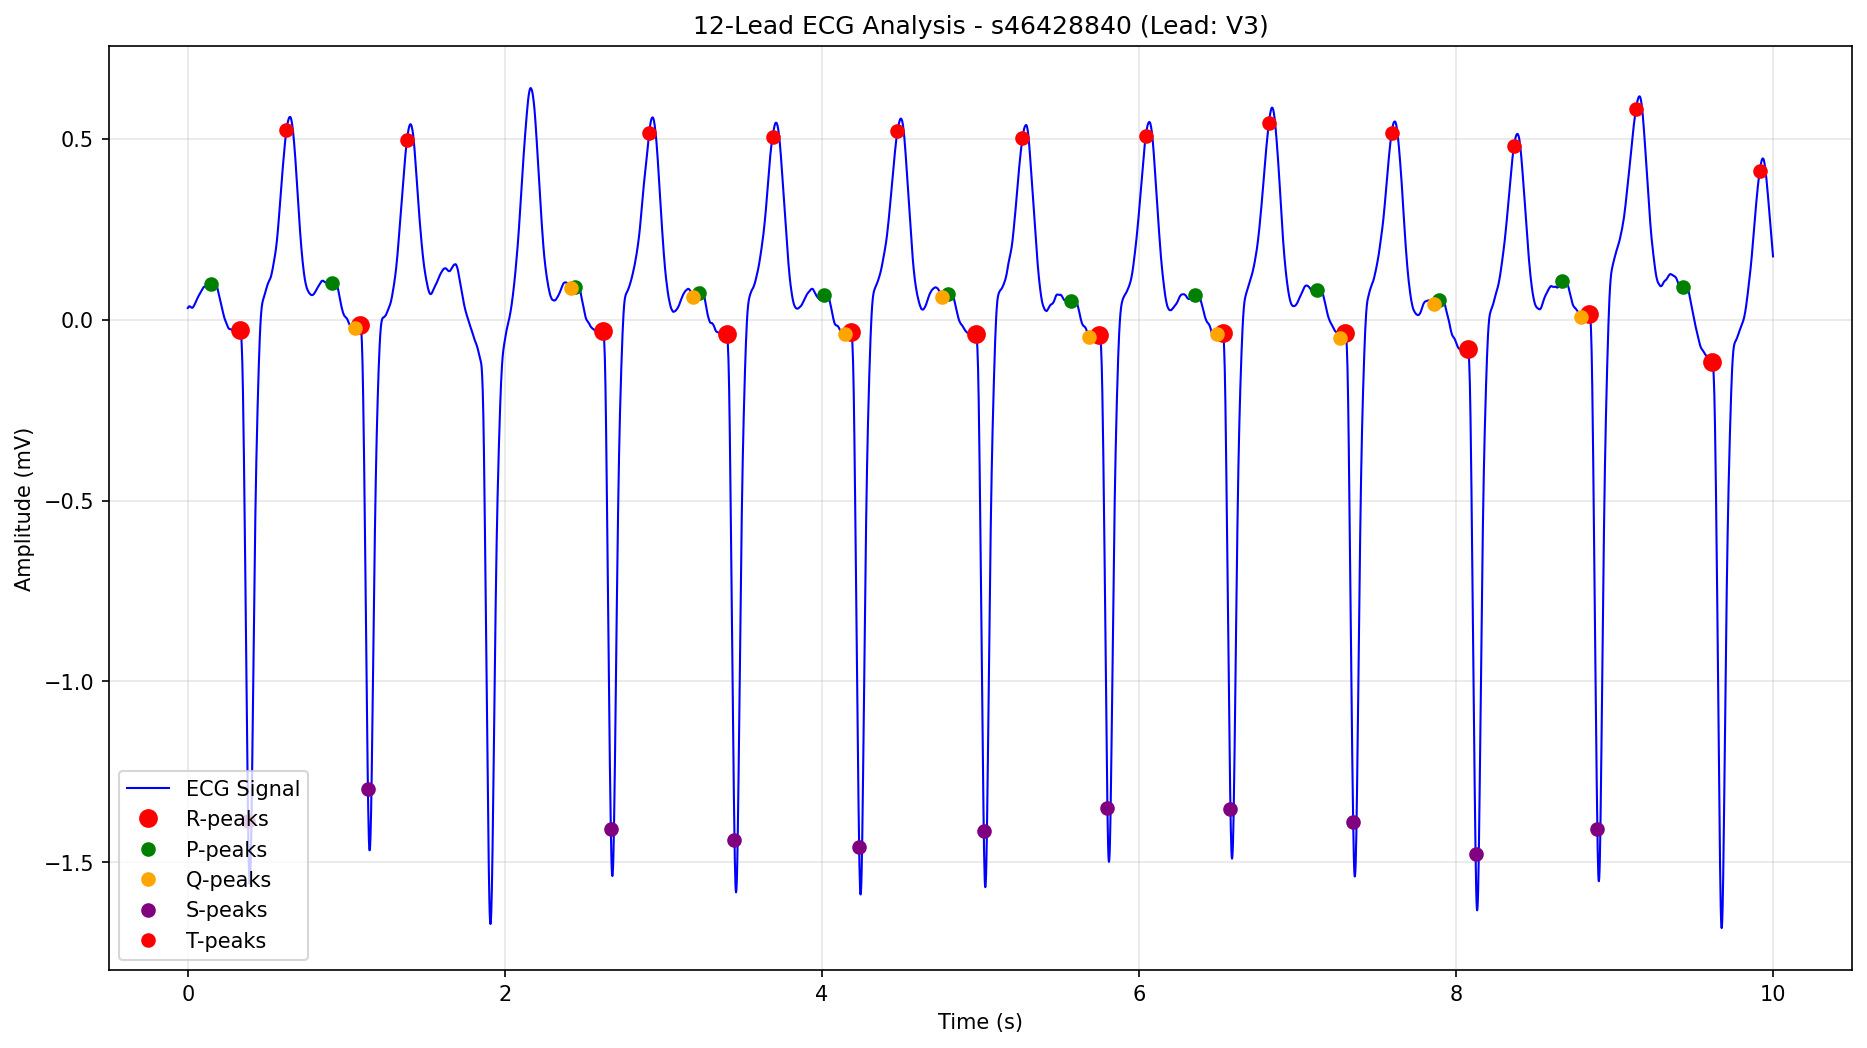 12-Lead ECG Analysis - s46428840 (Lead: V3)
Amplitude (mV)
0.5
0.0
−0.5
−1.0
−1.5
ECG Signal
R-peaks
P-peaks
Q-peaks
S-peaks
T-peaks
0 2 4 6 8 10
Time (s)